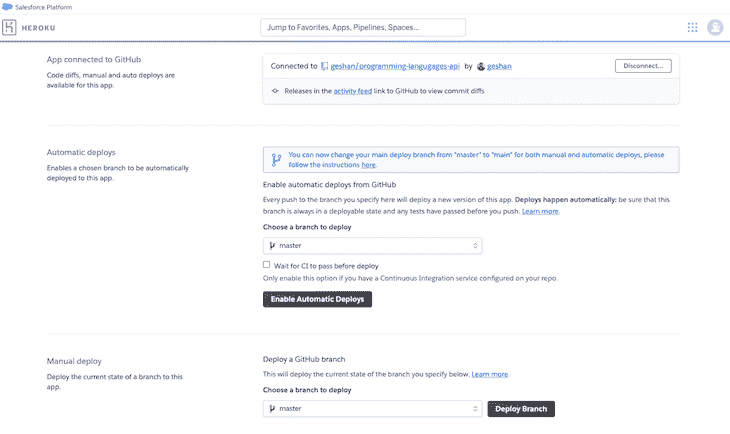 Salesforce Platform
HEROKU
Jump to Favorites, Apps, Pipelines, Spaces...
App connected to GitHub
Code diffs, manual and auto deploys are
available for this app.
Connected to geshan/programming-langugages-api by geshan
Disconnect...
Releases in the activity feed link to GitHub to view commit diffs
Automatic deploys
Enables a chosen branch to be automatically
deployed to this app.
You can now change your main deploy branch from "master" to "main" for both manual and automatic deploys, please
follow the instructions here.
Enable automatic deploys from GitHub
Every push to the branch you specify here will deploy a new version of this app. Deploys happen automatically: be sure that this
branch is always in a deployable state and any tests have passed before you push. Learn more.
Choose a branch to deploy
master
Wait for CI to pass before deploy
Only enable this option if you have a Continuous Integration service configured on your repo.
Enable Automatic Deploys
Manual deploy
Deploy the current state of a branch to this
app.
Deploy a GitHub branch
This will deploy the current state of the branch you specify below. Learn more.
Choose a branch to deploy
master
Deploy Branch